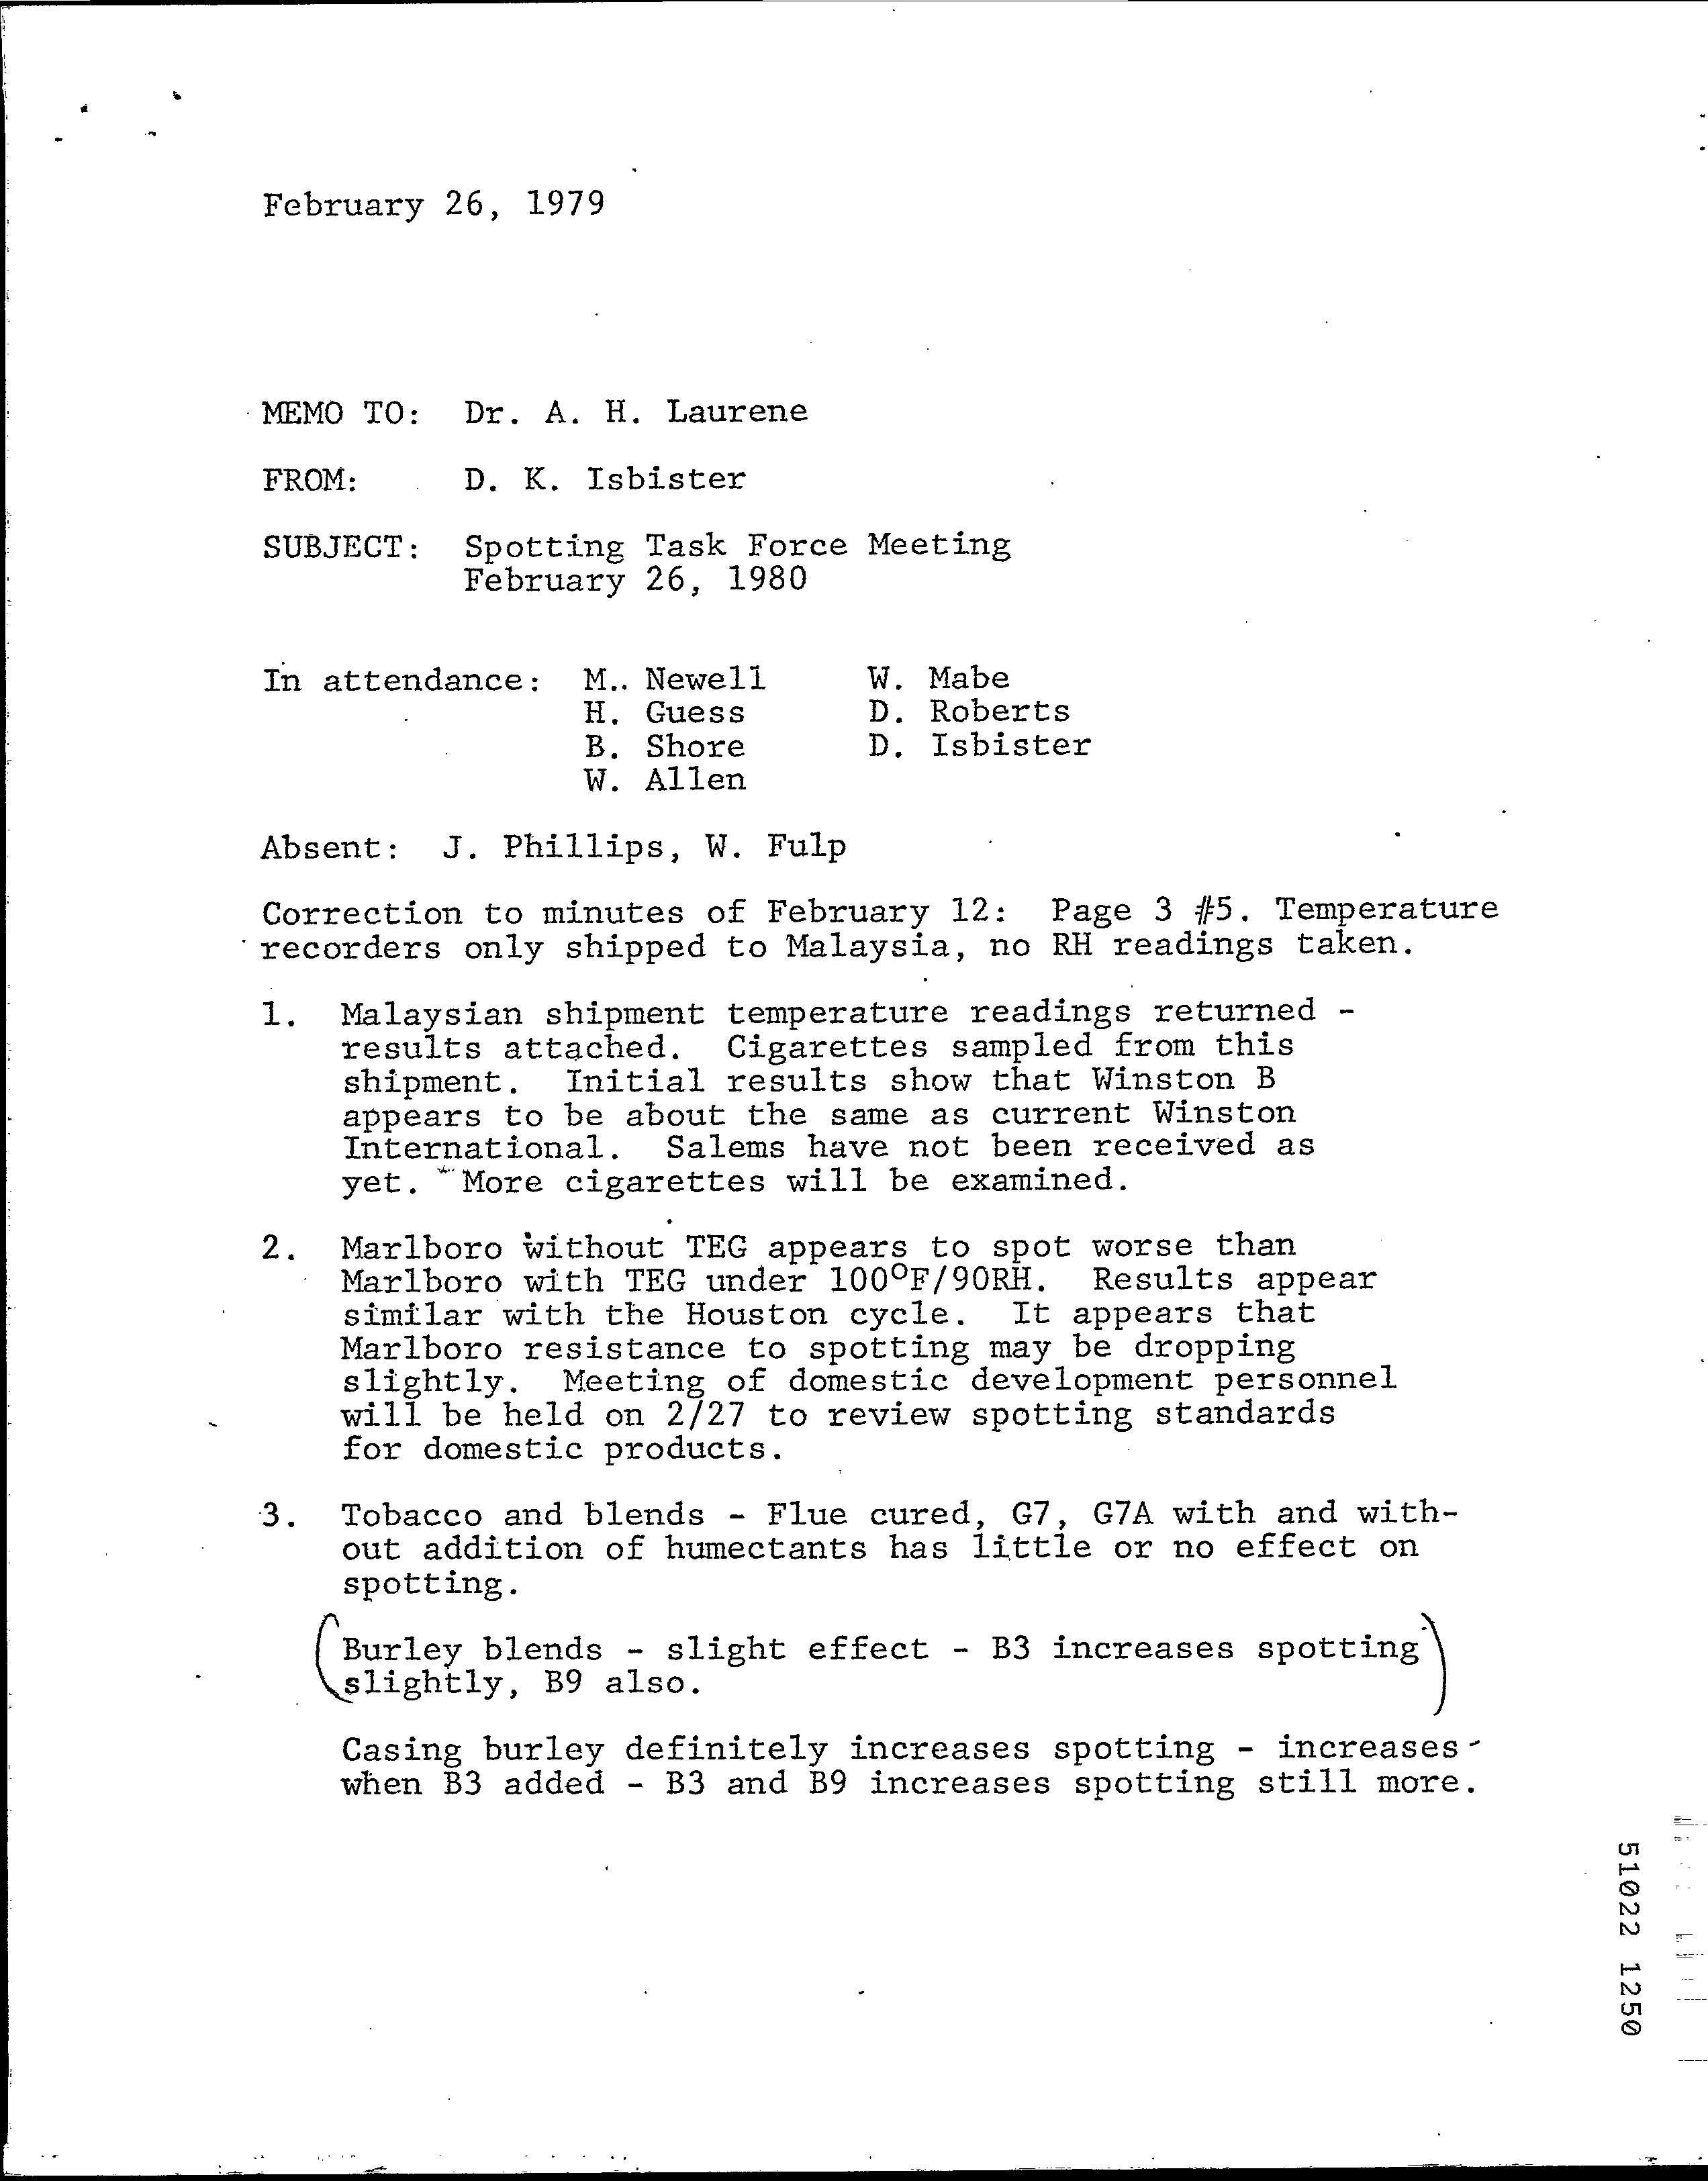 February 26, 1979
MEMO TO: Dr. A. H. Laurene
FROM: D. K. Isbister
SUBJECT: Spotting Task Force Meeting
February 26, 1980
In attendance: M.. Newell W. Mabe
H. Guess D. Roberts
B. Shore D. Isbister
W. Allen
Absent: J. Phillips, W. Fulp
Correction to minutes of February 12: Page 3 #5. Temperature
recorders only shipped to Malaysia, no RH readings taken.
1. Malaysian shipment temperature readings returned -
results attached. Cigarettes sampled from this
shipment. Initial results show that Winston B
appears to be about the same as current Winston
International. Salems have not been received as
yet. More cigarettes will be examined.
2. Marlboro without TEG appears to spot worse than
Marlboro with TEG under 100°F/90RH. Results appear
similar with the Houston cycle. It appears that
Marlboro resistance to spotting may be dropping
slightly. Meeting of domestic development personnel
will be held on 2/27 to review spotting standards
for domestic products.
3. Tobacco and blends - Flue cured, G7, G7A with and with-
out addition of humectants has little or no effect on
spotting.
(Burley blends - slight effect - B3 increases spotting
slightly, B9 also.)
Casing burley definitely increases spotting - increases
when B3 added - B3 and B9 increases spotting still more.
51022 1250